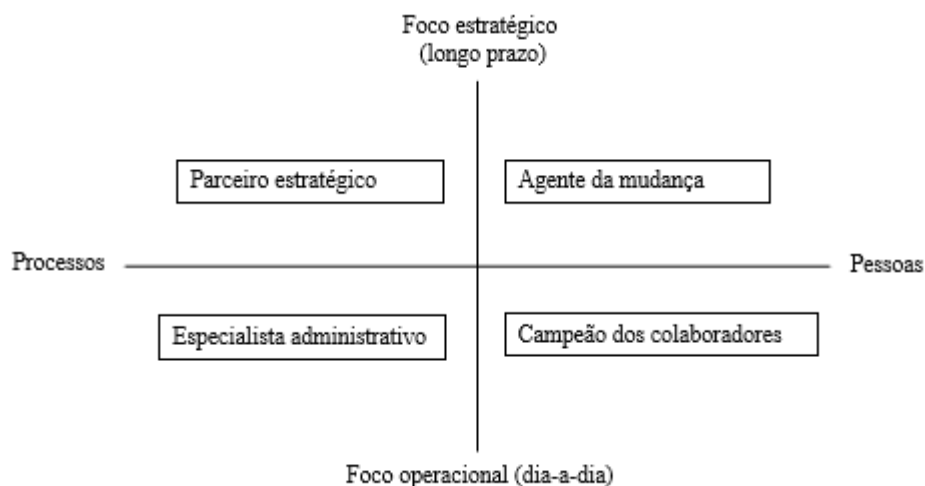 Foco estratégico
(longo prazo)
Parceiro estratégico
Agente da mudança
Processos
Pessoas
Especialista administrativo
Campeão dos colaboradores
Foco operacional (dia-a-dia)